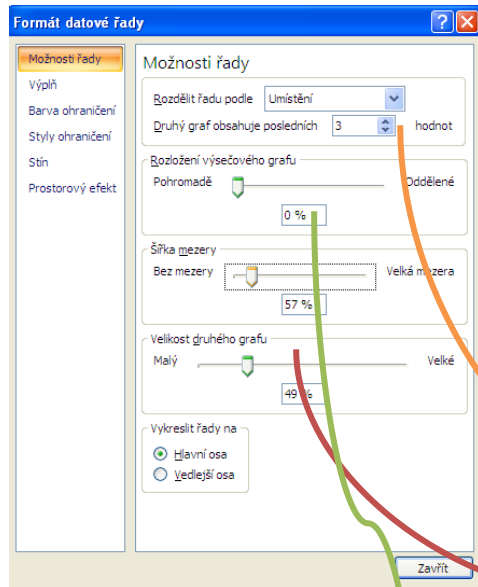 Formát datové řady
Možnosti řady
Výplň
Barva ohraničení
Styly ohraničení
Stín
Prostorový efekt
Možnosti řady
Rozdělit řadu podle Umístění
Druhý graf obsahuje posledních 3 hodnot
Rozložení výsečového grafu
Pohromadě Oddělené
0 %
Šířka mezery
Bez mezery Velká mezera
57 %
Velikost druhého grafu
Malý Velké
49 %
Vykreslit řady na
Hlavní osa
Vedlejší osa
Zavřít